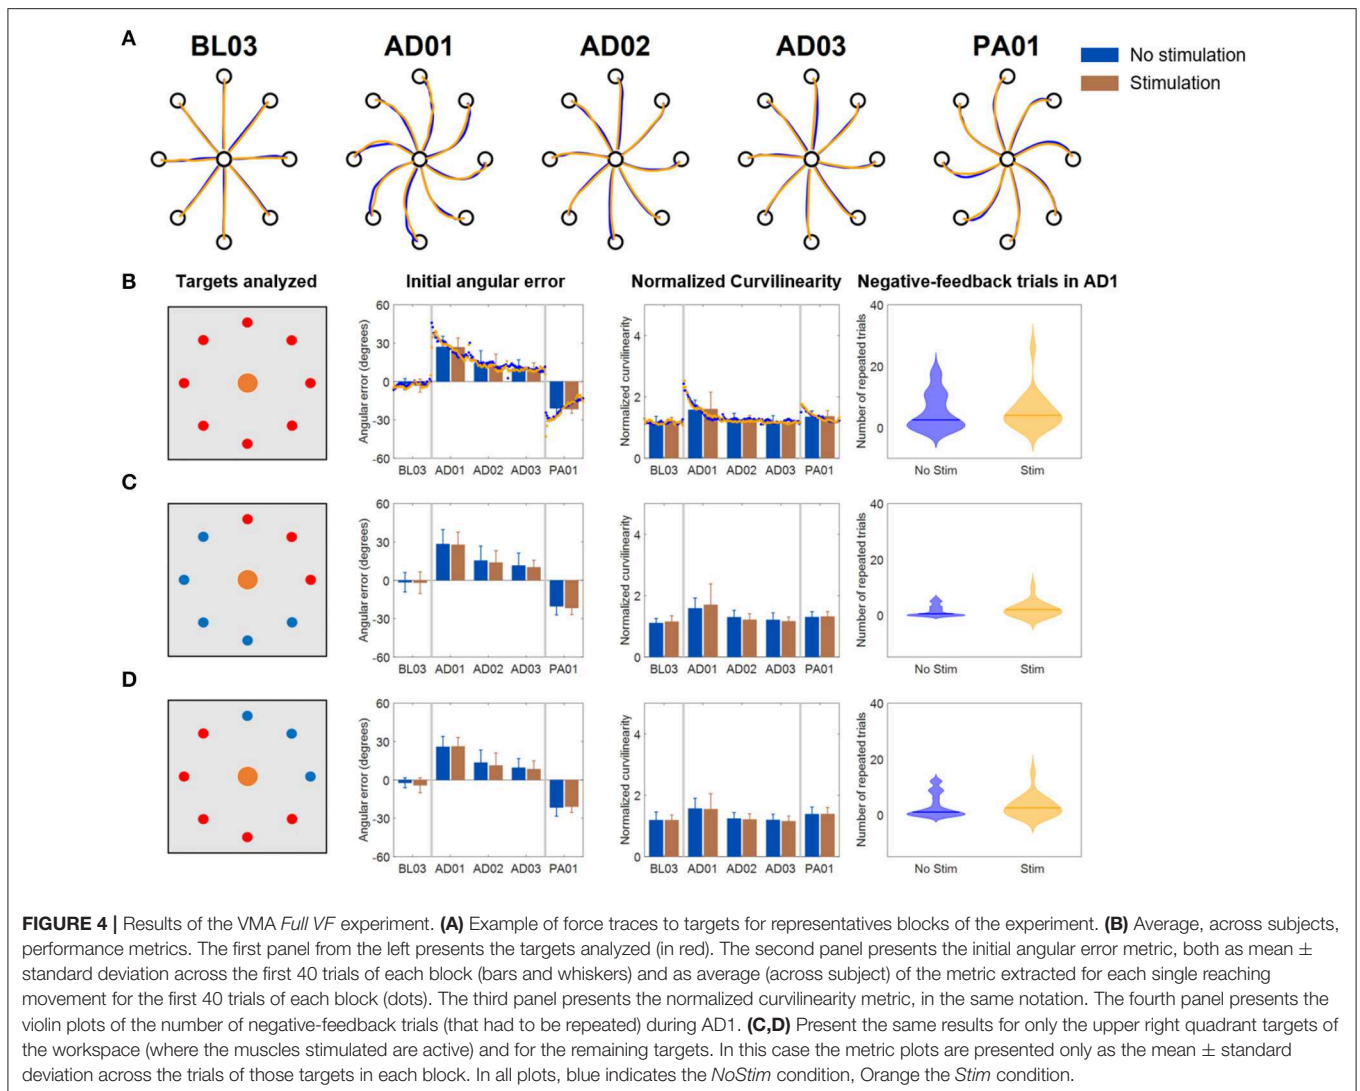 A
BL03
AD01
AD02
AD03
PA01
No stimulation
Stimulation
B
Targets analyzed
Initial angular error
Normalized Curvilinearity
Negative-feedback trials in AD1
Angular error (degrees)
60
30
0
-30
-60
BL03 AD01 AD02 AD03 PA01
Normalized curvilinearity
4
2
0
BL03 AD01 AD02 AD03 PA01
Number of repeated trials
40
20
0
No Stim Stim
C
Angular error (degrees)
60
30
0
-30
-60
BL03 AD01 AD02 AD03 PA01
Normalized curvilinearity
4
2
0
BL03 AD01 AD02 AD03 PA01
Number of repeated trials
40
20
0
No Stim Stim
D
Angular error (degrees)
60
30
0
-30
-60
BL03 AD01 AD02 AD03 PA01
Normalized curvilinearity
4
2
0
BL03 AD01 AD02 AD03 PA01
Number of repeated trials
40
20
0
No Stim Stim
FIGURE 4 | Results of the VMA Full VF experiment. (A) Example of force traces to targets for representatives blocks of the experiment. (B) Average, across subjects,
performance metrics. The first panel from the left presents the targets analyzed (in red). The second panel presents the initial angular error metric, both as mean ±
standard deviation across the first 40 trials of each block (bars and whiskers) and as average (across subject) of the metric extracted for each single reaching
movement for the first 40 trials of each block (dots). The third panel presents the normalized curvilinearity metric, in the same notation. The fourth panel presents the
violin plots of the number of negative-feedback trials (that had to be repeated) during AD1. (C,D) Present the same results for only the upper right quadrant targets of
the workspace (where the muscles stimulated are active) and for the remaining targets. In this case the metric plots are presented only as the mean ± standard
deviation across the trials of those targets in each block. In all plots, blue indicates the NoStim condition, Orange the Stim condition.